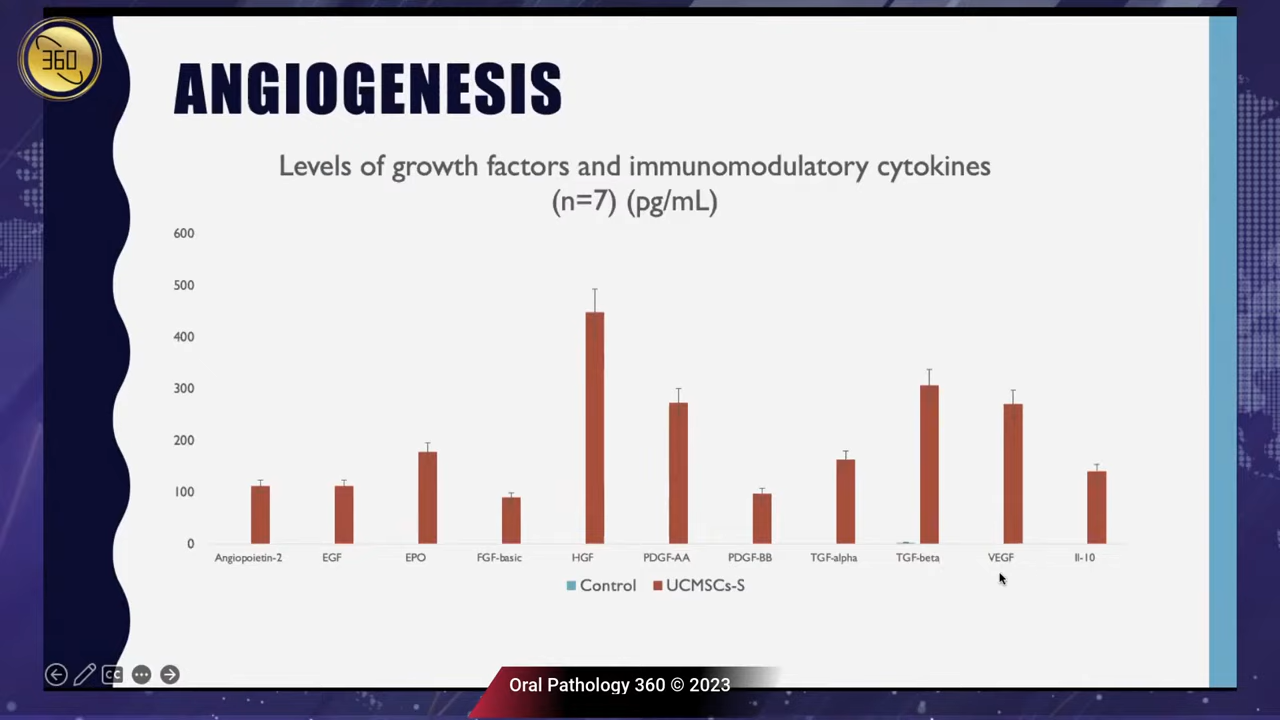 360
ANGIOGENESIS
Levels of growth factors and immunomodulatory cytokines
(n=7) (pg/mL)
600
500
400
300
200
100
0
Angiopoietin-2 EGF EPO FGF-basic HGF PDGF-AA PDGF-BB TGF-alpha TGF-beta VEGF Il-10
Control UCMSCs-S
CC
Oral Pathology 360 © 2023